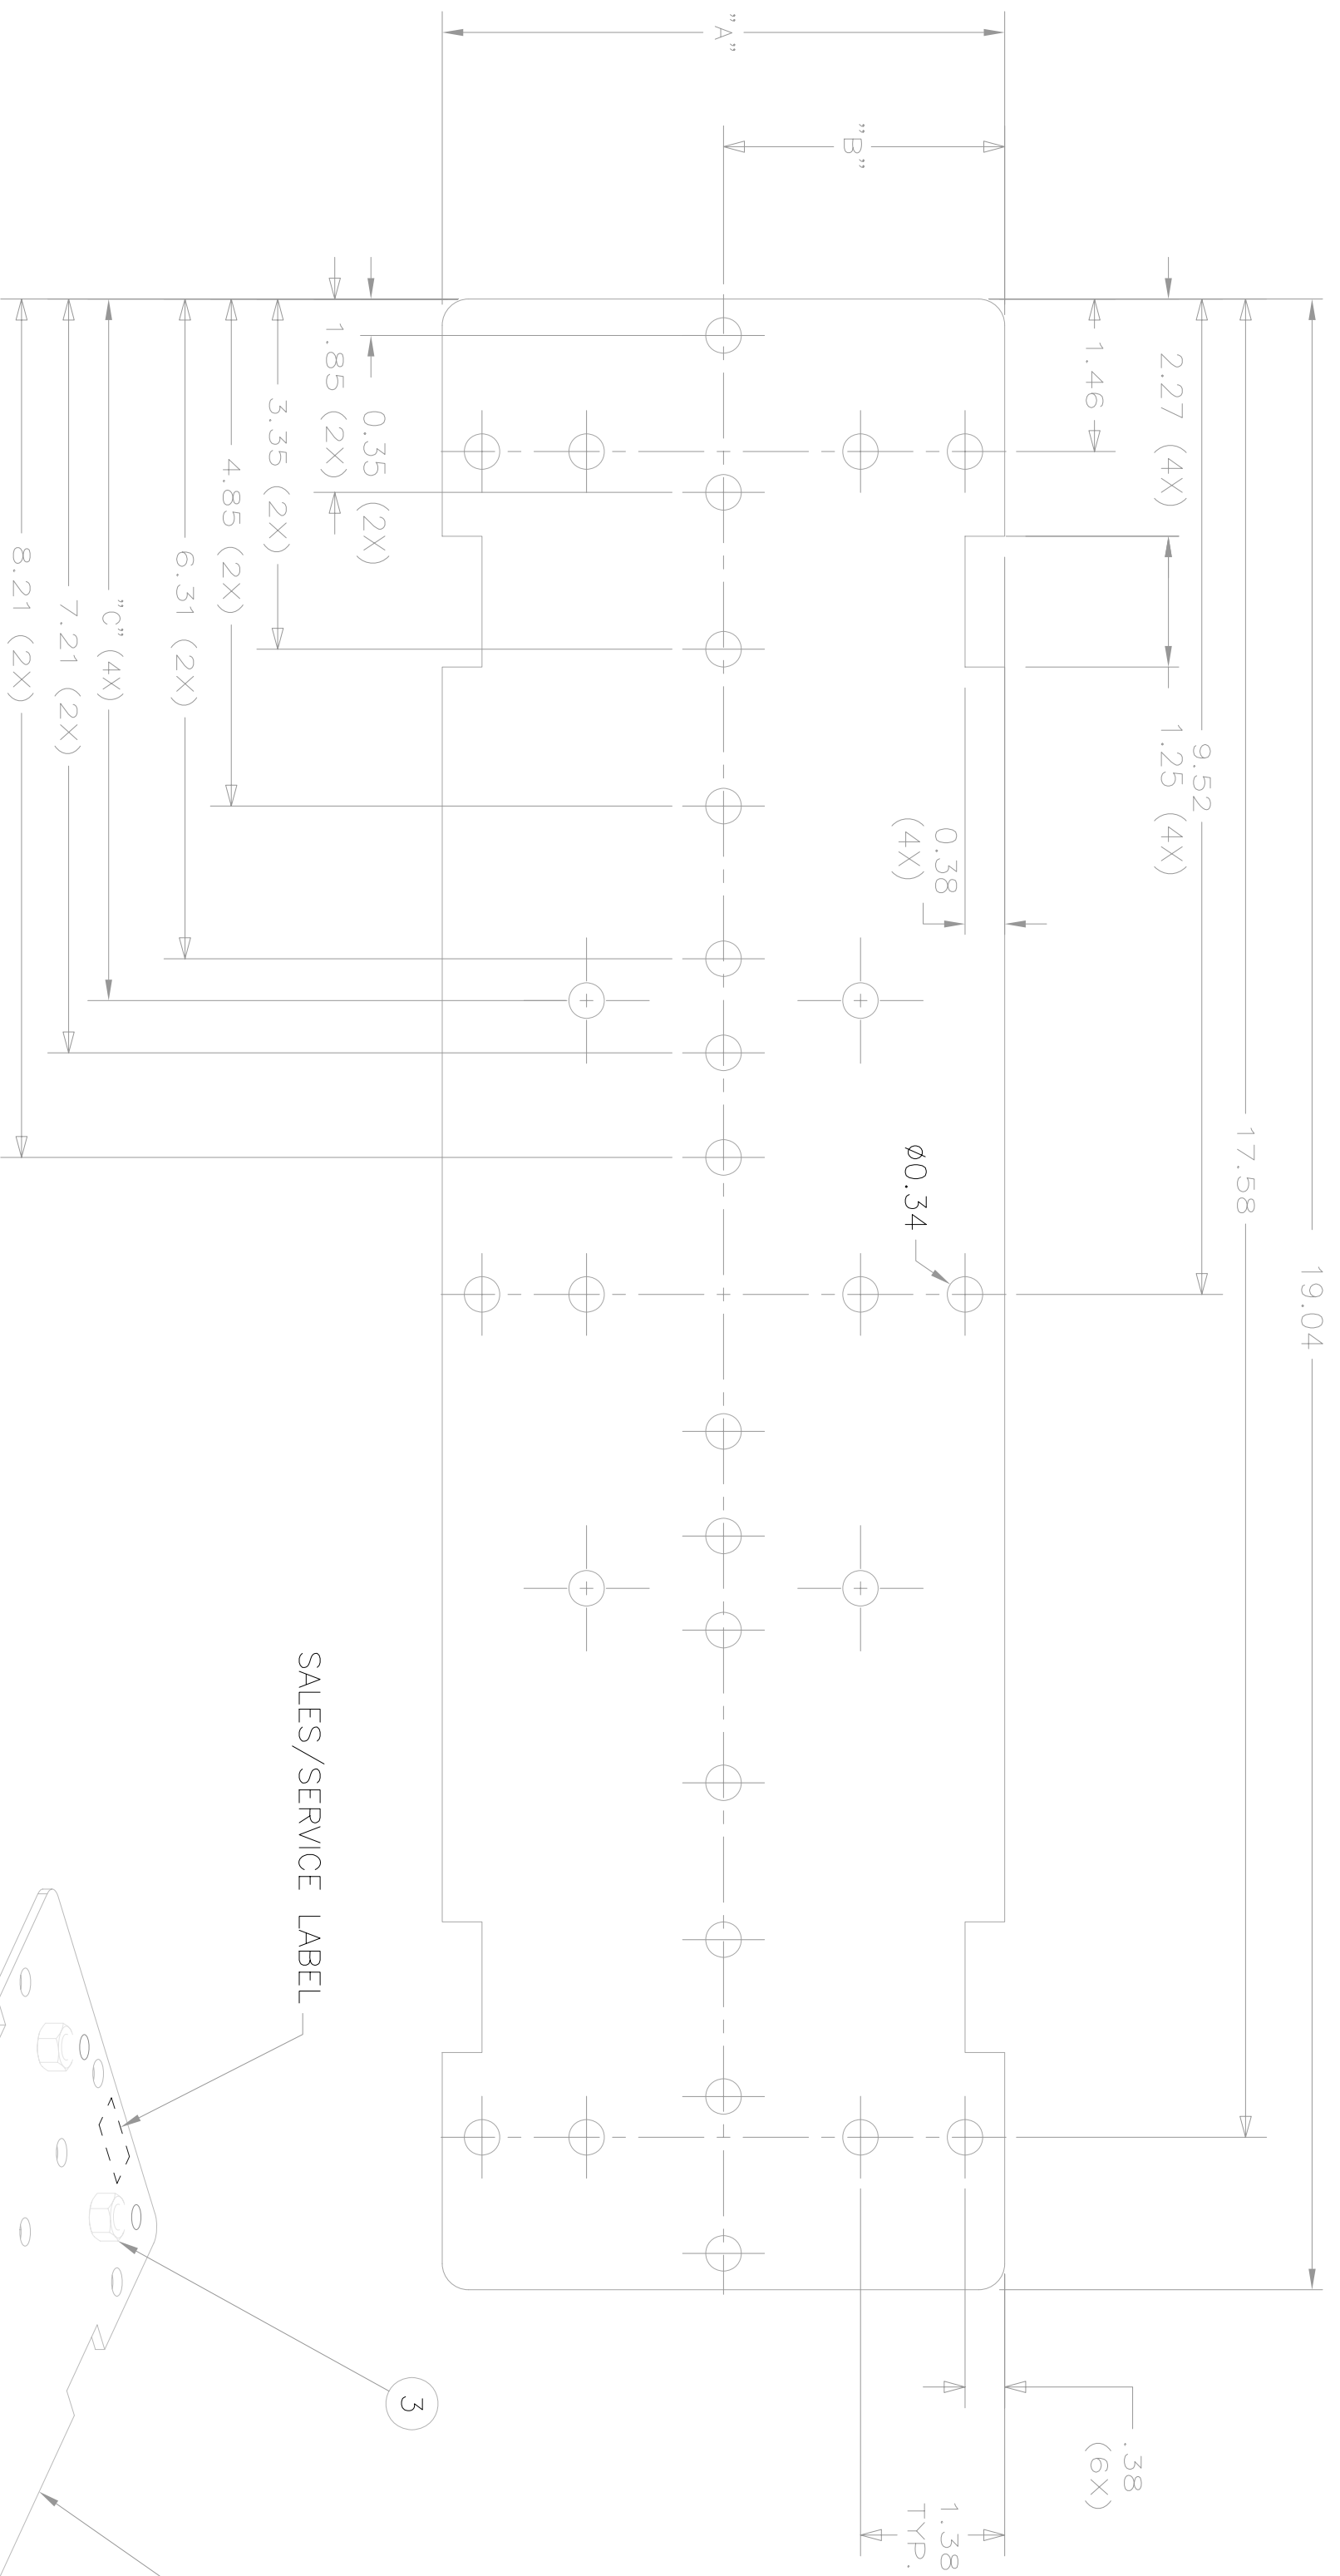 19.04
17.58
9.52
2.27 (4X)
1.25 (4X)
1.46
.38
(6X)
1.38
TYP.
0.38
(4X)
Ø0.34
"A"
"B"
0.35 (2X)
1.85 (2X)
3.35 (2X)
4.85 (2X)
6.31 (2X)
"C" (4X)
7.21 (2X)
8.21 (2X)
SALES/SERVICE LABEL
3